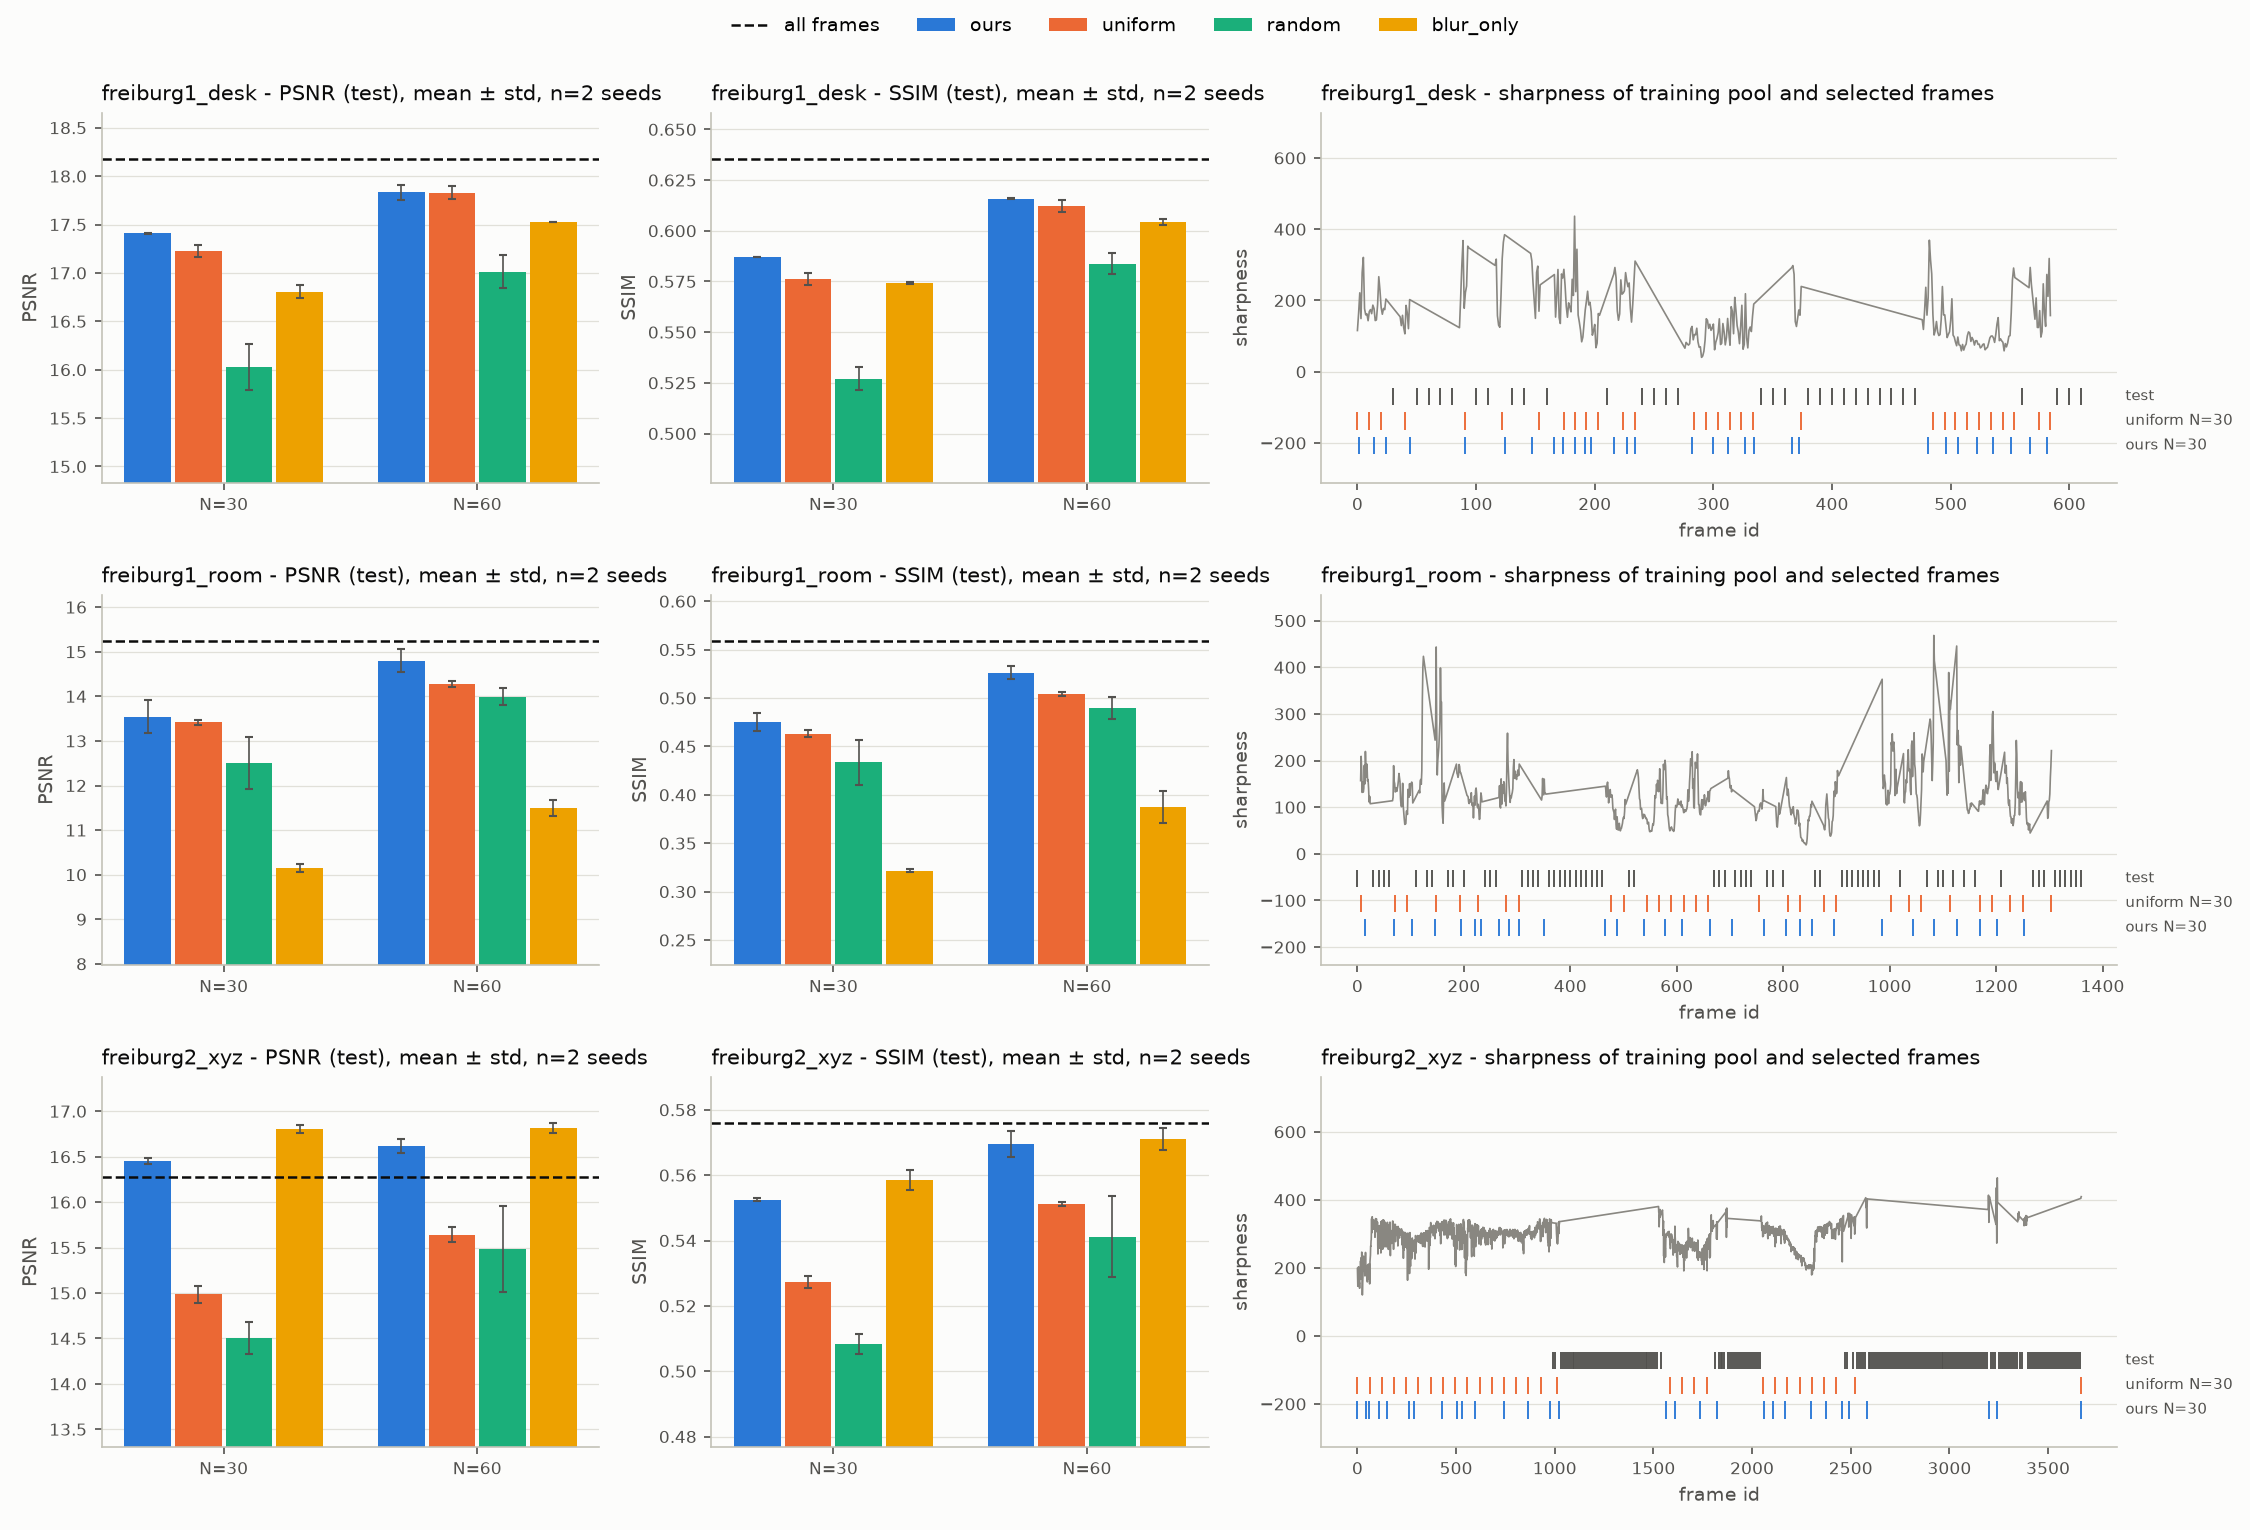 all frames ours uniform random blur_only
freiburg1_desk - PSNR (test), mean ± std, n=2 seeds
18.5
18.0
17.5
17.0
16.5
16.0
15.5
15.0
PSNR
N=30 N=60
freiburg1_desk - SSIM (test), mean ± std, n=2 seeds
0.650
0.625
0.600
0.575
0.550
0.525
0.500
SSIM
N=30 N=60
freiburg1_desk - sharpness of training pool and selected frames
600
400
200
0
−200
sharpness
test
uniform N=30
ours N=30
0 100 200 300 400 500 600
frame id
freiburg1_room - PSNR (test), mean ± std, n=2 seeds
16
15
14
13
12
11
10
9
8
PSNR
N=30 N=60
freiburg1_room - SSIM (test), mean ± std, n=2 seeds
0.60
0.55
0.50
0.45
0.40
0.35
0.30
0.25
SSIM
N=30 N=60
freiburg1_room - sharpness of training pool and selected frames
500
400
300
200
100
0
−100
−200
sharpness
test
uniform N=30
ours N=30
0 200 400 600 800 1000 1200 1400
frame id
freiburg2_xyz - PSNR (test), mean ± std, n=2 seeds
17.0
16.5
16.0
15.5
15.0
14.5
14.0
13.5
PSNR
N=30 N=60
freiburg2_xyz - SSIM (test), mean ± std, n=2 seeds
0.58
0.56
0.54
0.52
0.50
0.48
SSIM
N=30 N=60
freiburg2_xyz - sharpness of training pool and selected frames
600
400
200
0
−200
sharpness
test
uniform N=30
ours N=30
0 500 1000 1500 2000 2500 3000 3500
frame id